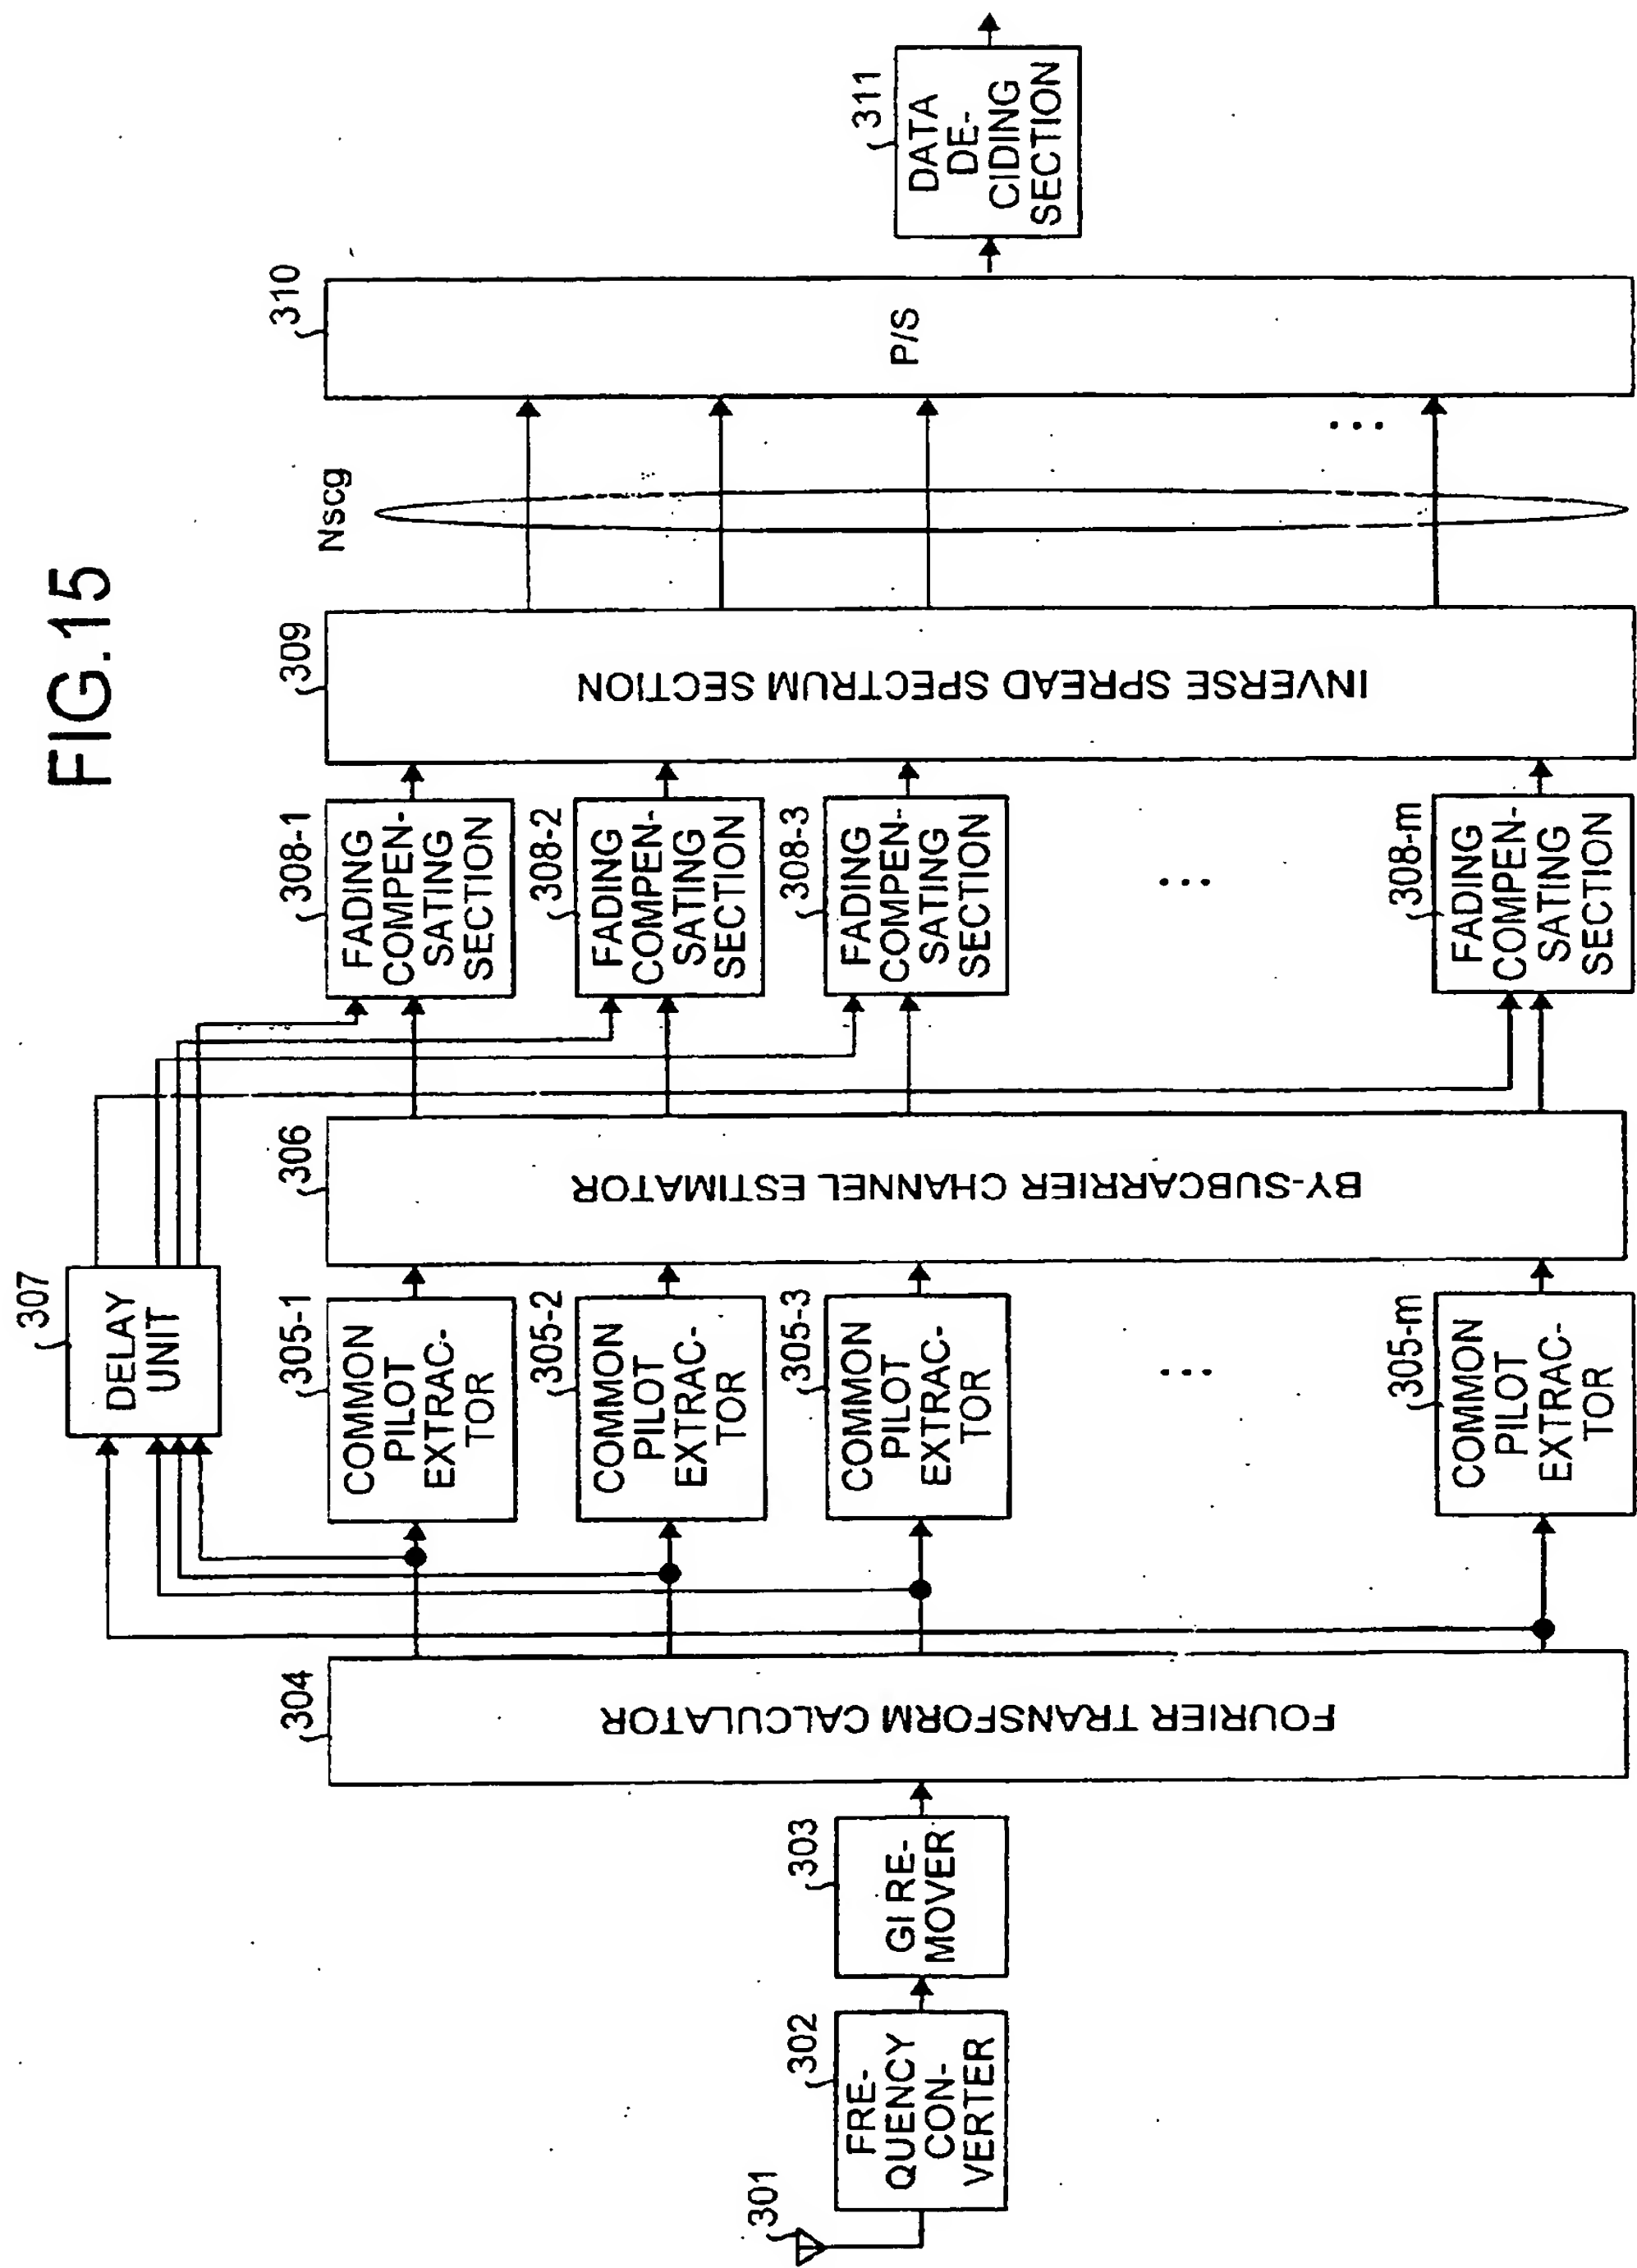 FIG.15
301
302
FRE-
QUENCY
CON-
VERTER
303
GI RE-
MOVER
304
FOURIER TRANSFORM CALCULATOR
307
DELAY
UNIT
305-1
COMMON
PILOT
EXTRAC-
TOR
305-2
COMMON
PILOT
EXTRAC-
TOR
305-3
COMMON
PILOT
EXTRAC-
TOR
...
305-m
COMMON
PILOT
EXTRAC-
TOR
306
BY-SUBCARRIER CHANNEL ESTIMATOR
308-1
FADING
COMPEN-
SATING
SECTION
308-2
FADING
COMPEN-
SATING
SECTION
308-3
FADING
COMPEN-
SATING
SECTION
...
308-m
FADING
COMPEN-
SATING
SECTION
309
INVERSE SPREAD SPECTRUM SECTION
Nscg
...
310
P/S
311
DATA
DE-
CIDING
SECTION